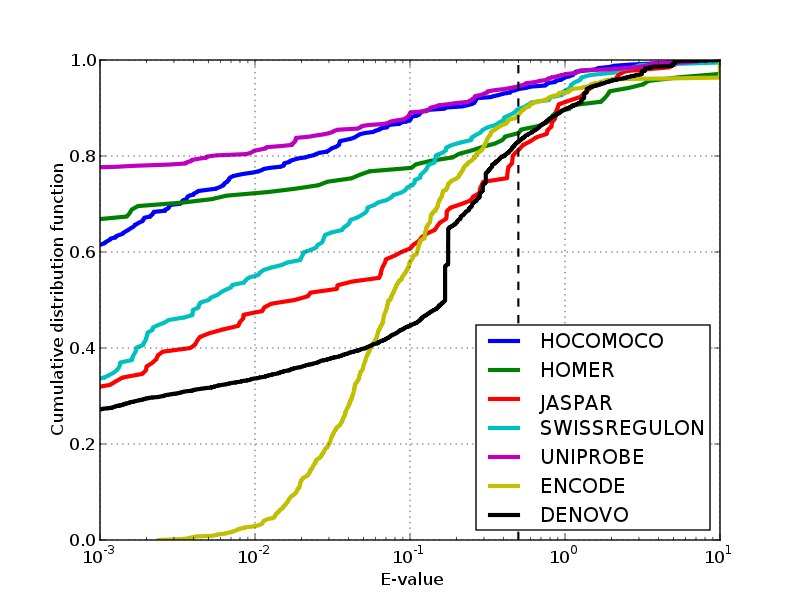 1.0
0.8
0.6
0.4
0.2
0.0
Cumulative distribution function
10^-3
10^-2
10^-1
10^0
10^1
E-value
HOCOMOCO
HOMER
JASPAR
SWISSREGULON
UNIPROBE
ENCODE
DENOVO